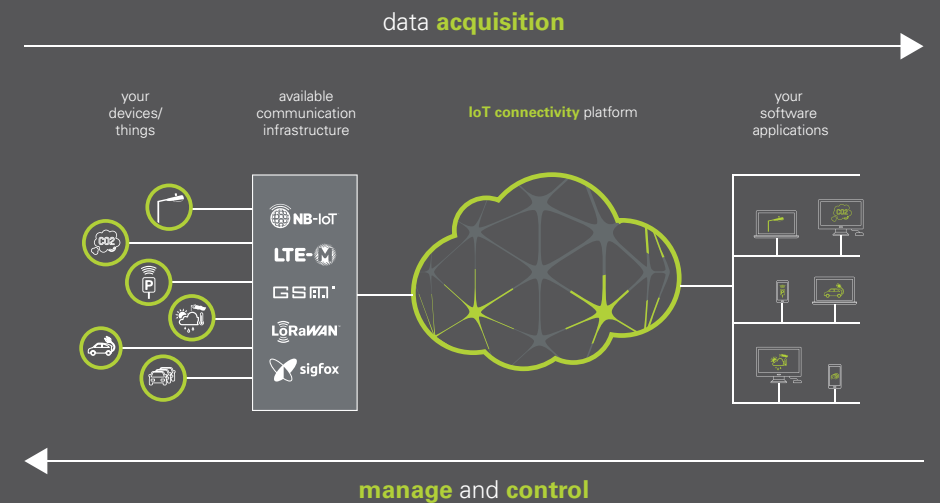 data acquisition
your
devices/
things
available
communication
infrastructure
IoT connectivity platform
your
software
applications
NB-IoT
LTE-M
GSM
LoRaWAN
sigfox
CO2
P
CO2
manage and control